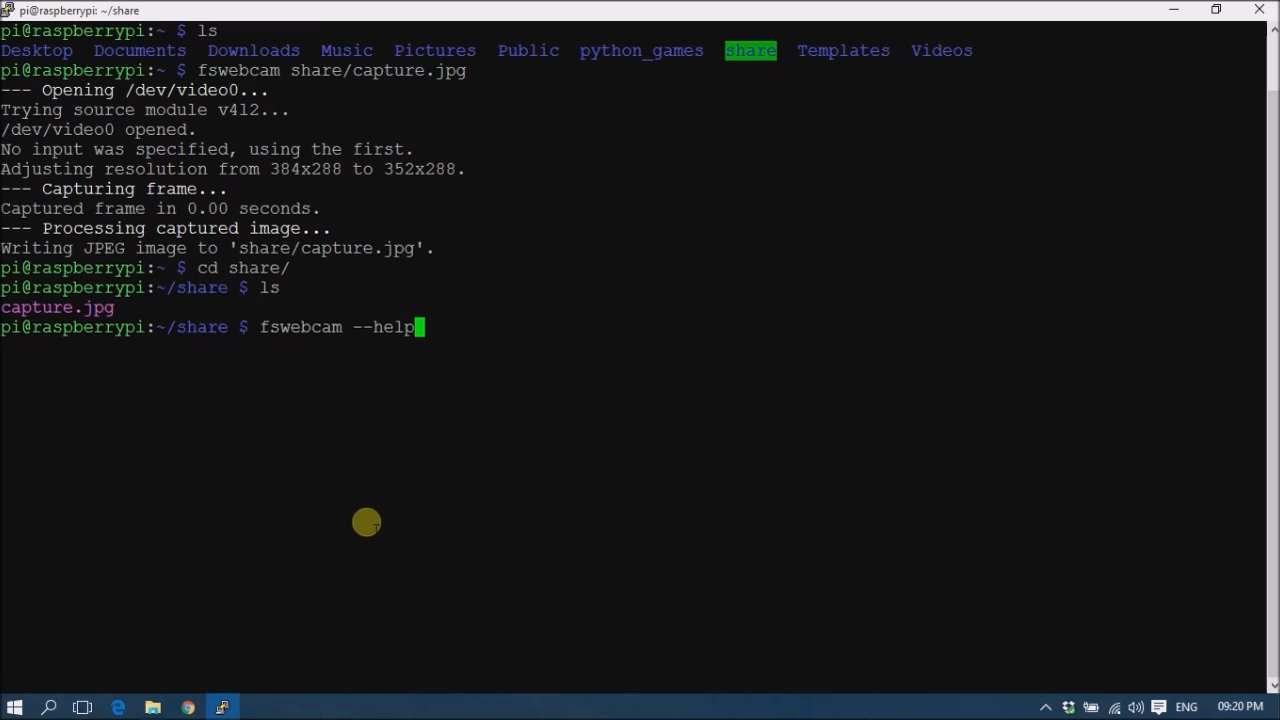 pi@raspberrypi: ~/share
pi@raspberrypi:~ $ ls
Desktop Documents Downloads Music Pictures Public python_games share Templates Videos
pi@raspberrypi:~ $ fswebcam share/capture.jpg
--- Opening /dev/video0...
Trying source module v4l2...
/dev/video0 opened.
No input was specified, using the first.
Adjusting resolution from 384x288 to 352x288.
--- Capturing frame...
Captured frame in 0.00 seconds.
--- Processing captured image...
Writing JPEG image to 'share/capture.jpg'.
pi@raspberrypi:~ $ cd share/
pi@raspberrypi:~/share $ ls
capture.jpg
pi@raspberrypi:~/share $ fswebcam --help
ENG 09:20 PM